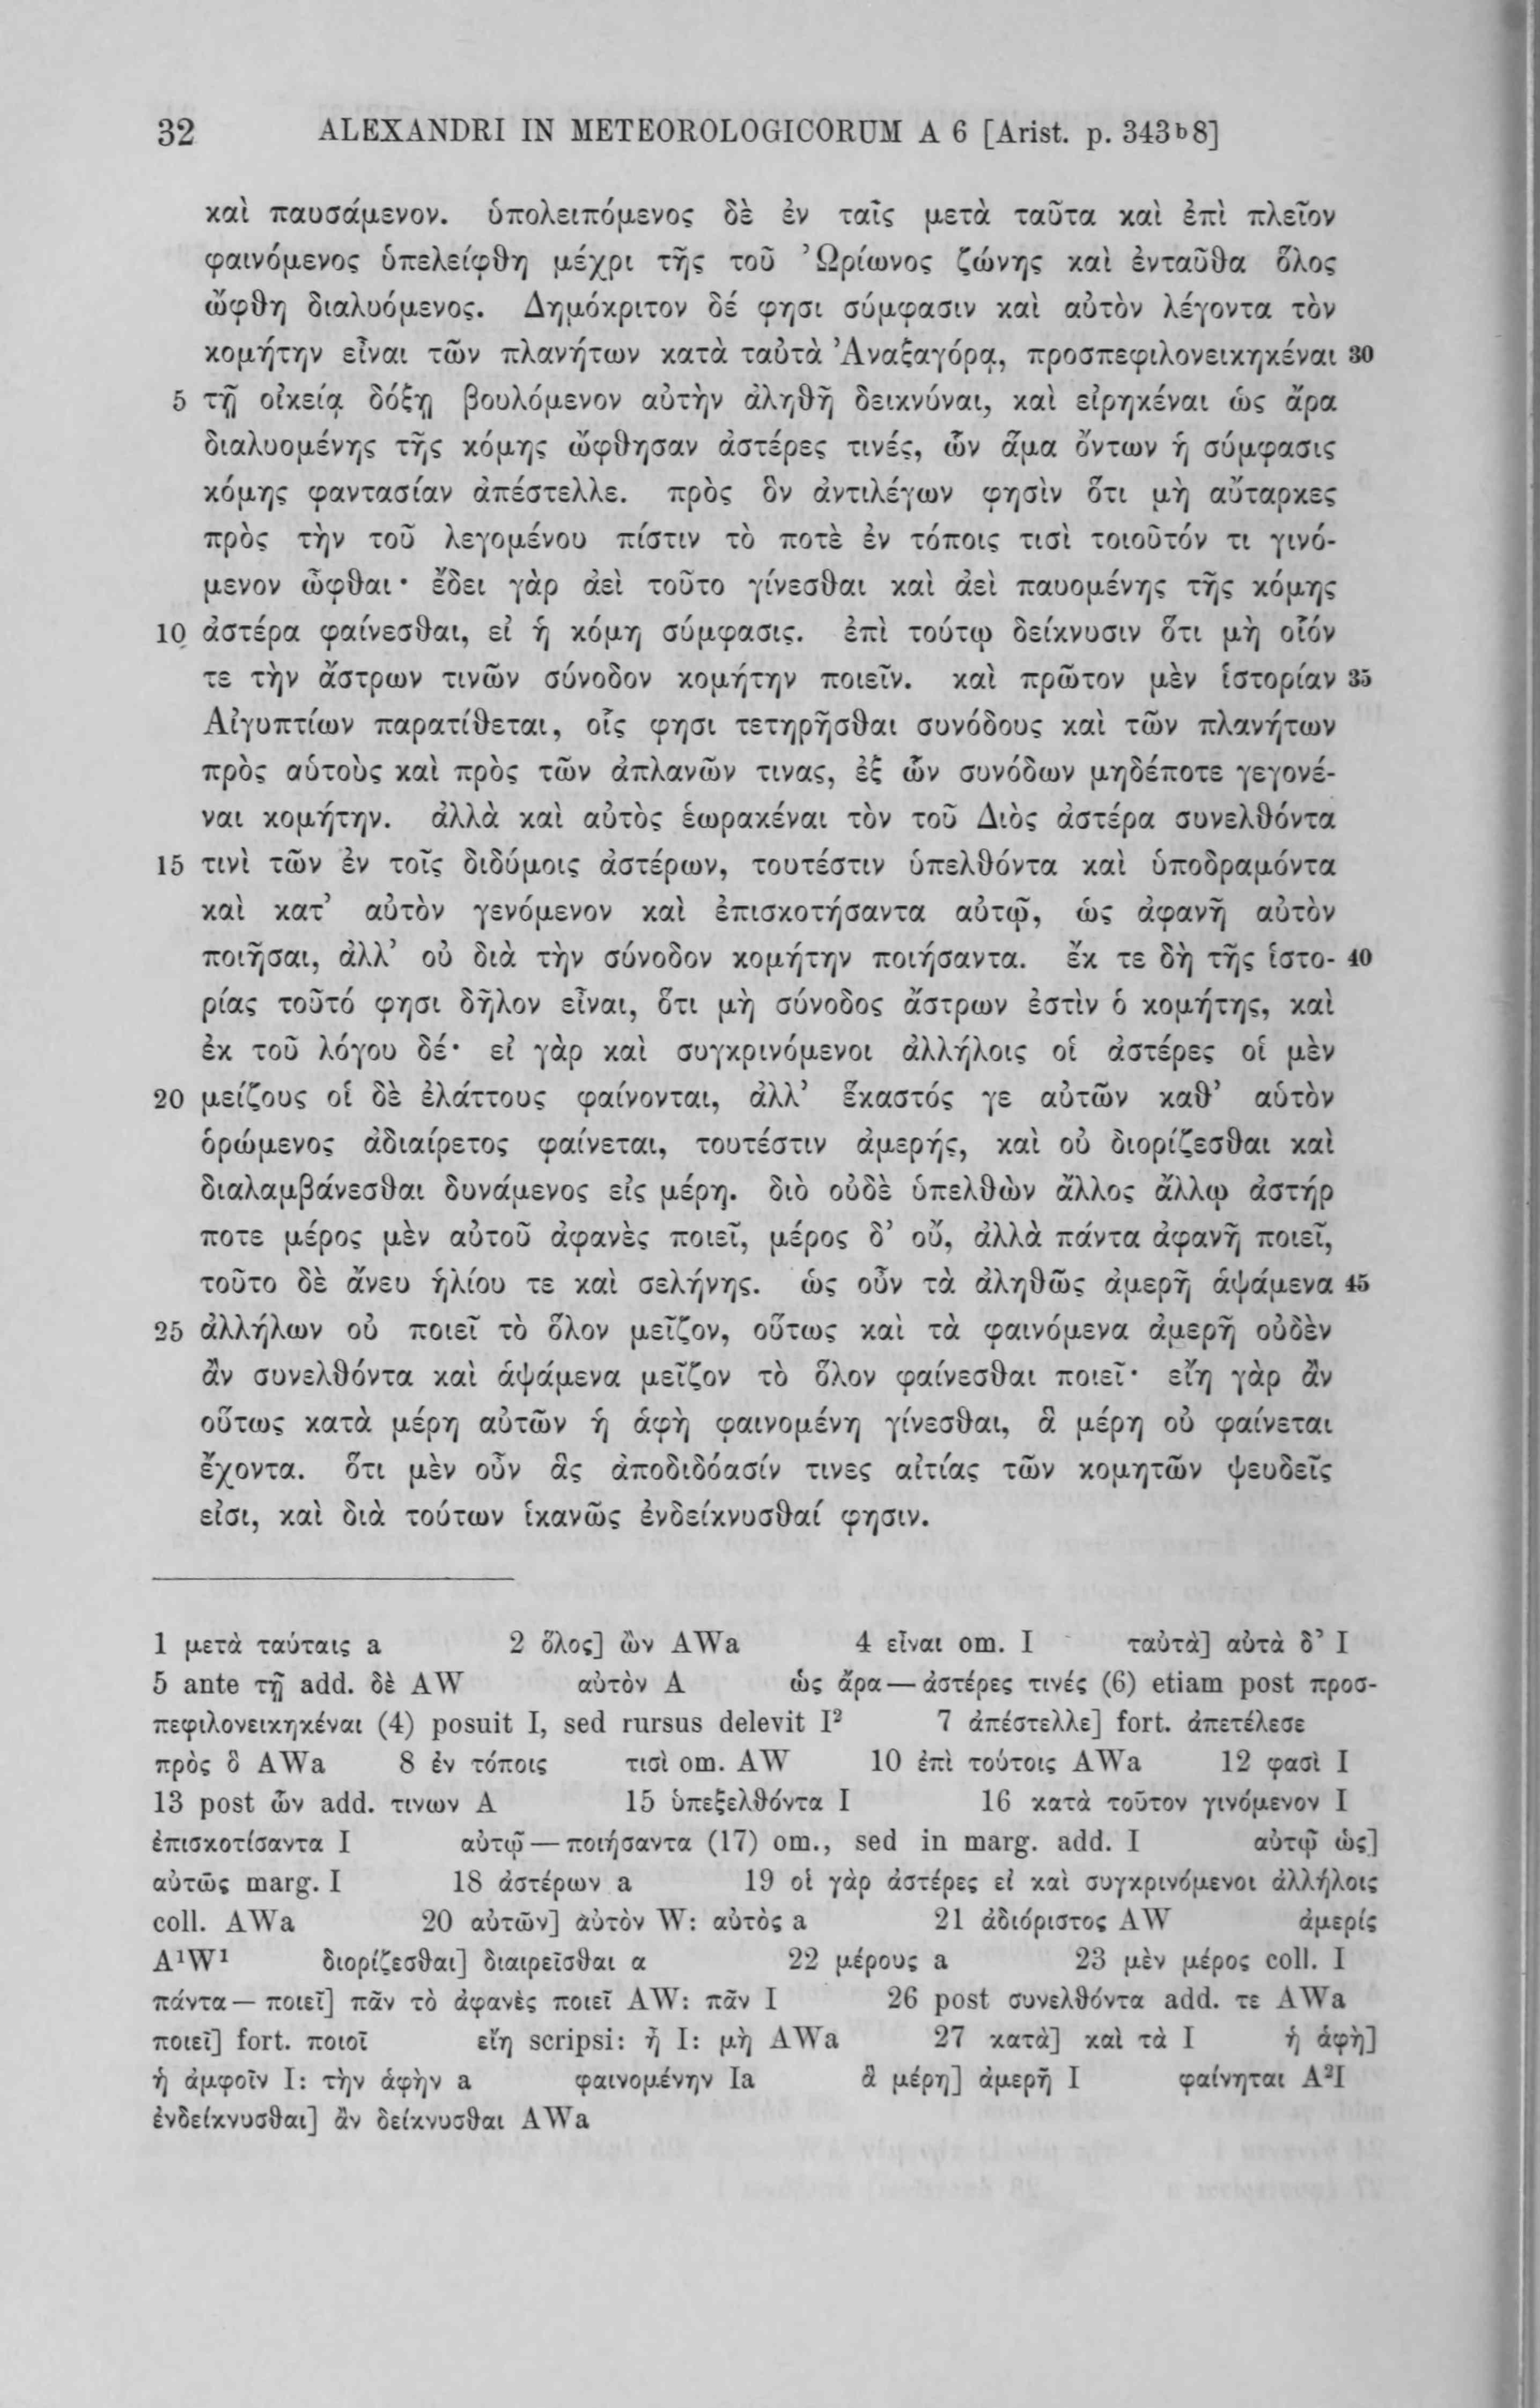 32 ALEXANDRI IN METEOROLOGICORUM A 6 [Arist. p. 343ᵇ8]
καὶ παυσάμενον. ὑπολειπόμενος δὲ ἐν ταῖς μετὰ ταῦτα καὶ ἐπὶ πλεῖον
φαινόμενος ὑπελείφθη μέχρι τῆς τοῦ Ὠρίωνος ζώνης καὶ ἐνταῦθα ὅλος
ὤφθη διαλυόμενος. Δημόκριτον δέ φησι σύμφασιν καὶ αὐτὸν λέγοντα τὸν
κομήτην εἶναι τῶν πλανήτων κατὰ ταὐτὰ Ἀναξαγόρᾳ, προσπεφιλονεικηκέναι 30
5 τῇ οἰκείᾳ δόξῃ βουλόμενον αὐτὴν ἀληθῆ δεικνύναι, καὶ εἰρηκέναι ὡς ἄρα
διαλυομένης τῆς κόμης ὤφθησαν ἀστέρες τινές, ὧν ἅμα ὄντων ἡ σύμφασις
κόμης φαντασίαν ἀπέστελλε. πρὸς ὃν ἀντιλέγων φησὶν ὅτι μὴ αὔταρκες
πρὸς τὴν τοῦ λεγομένου πίστιν τὸ ποτὲ ἐν τόποις τισὶ τοιοῦτόν τι γινό-
μενον ὦφθαι· ἔδει γὰρ ἀεὶ τοῦτο γίνεσθαι καὶ ἀεὶ παυομένης τῆς κόμης
10 ἀστέρα φαίνεσθαι, εἰ ἡ κόμη σύμφασις. ἐπὶ τούτῳ δείκνυσιν ὅτι μὴ οἷόν
τε τὴν ἄστρων τινῶν σύνοδον κομήτην ποιεῖν. καὶ πρῶτον μὲν ἱστορίαν 35
Αἰγυπτίων παρατίθεται, οἷς φησι τετηρῆσθαι συνόδους καὶ τῶν πλανήτων
πρὸς αὑτοὺς καὶ πρὸς τῶν ἀπλανῶν τινας, ἐξ ὧν συνόδων μηδέποτε γεγονέ-
ναι κομήτην. ἀλλὰ καὶ αὐτὸς ἑωρακέναι τὸν τοῦ Διὸς ἀστέρα συνελθόντα
15 τινὶ τῶν ἐν τοῖς διδύμοις ἀστέρων, τουτέστιν ὑπελθόντα καὶ ὑποδραμόντα
καὶ κατ’ αὐτὸν γενόμενον καὶ ἐπισκοτήσαντα αὐτῷ, ὡς ἀφανῆ αὐτὸν
ποιῆσαι, ἀλλ’ οὐ διὰ τὴν σύνοδον κομήτην ποιήσαντα. ἔκ τε δὴ τῆς ἱστο- 40
ρίας τοῦτό φησι δῆλον εἶναι, ὅτι μὴ σύνοδος ἄστρων ἐστὶν ὁ κομήτης, καὶ
ἐκ τοῦ λόγου δέ· εἰ γὰρ καὶ συγκρινόμενοι ἀλλήλοις οἱ ἀστέρες οἱ μὲν
20 μείζους οἱ δὲ ἐλάττους φαίνονται, ἀλλ’ ἕκαστός γε αὐτῶν καθ’ αὑτὸν
ὁρώμενος ἀδιαίρετος φαίνεται, τουτέστιν ἀμερής, καὶ οὐ διορίζεσθαι καὶ
διαλαμβάνεσθαι δυνάμενος εἰς μέρη. διὸ οὐδὲ ὑπελθὼν ἄλλος ἄλλῳ ἀστήρ
ποτε μέρος μὲν αὐτοῦ ἀφανὲς ποιεῖ, μέρος δ’ οὔ, ἀλλὰ πάντα ἀφανῆ ποιεῖ,
τοῦτο δὲ ἄνευ ἡλίου τε καὶ σελήνης. ὡς οὖν τὰ ἀληθῶς ἀμερῆ ἁψάμενα 45
25 ἀλλήλων οὐ ποιεῖ τὸ ὅλον μεῖζον, οὕτως καὶ τὰ φαινόμενα ἀμερῆ οὐδὲν
ἂν συνελθόντα καὶ ἁψάμενα μεῖζον τὸ ὅλον φαίνεσθαι ποιεῖ· εἴη γὰρ ἂν
οὕτως κατὰ μέρη αὐτῶν ἡ ἁφὴ φαινομένη γίνεσθαι, ἃ μέρη οὐ φαίνεται
ἔχοντα. ὅτι μὲν οὖν ἃς ἀποδιδόασίν τινες αἰτίας τῶν κομητῶν ψευδεῖς
εἰσι, καὶ διὰ τούτων ἱκανῶς ἐνδείκνυσθαί φησιν.
1 μετὰ ταύταις a 2 ὅλος] ὢν AWa 4 εἶναι om. I ταὐτὰ] αὐτὰ δ’ I
5 ante τῇ add. δὲ AW αὐτὸν A ὡς ἄρα — ἀστέρες τινές (6) etiam post προσ-
πεφιλονεικηκέναι (4) posuit I, sed rursus delevit I² 7 ἀπέστελλε] fort. ἀπετέλεσε
πρὸς ὃ AWa 8 ἐν τόποις τισὶ om. AW 10 ἐπὶ τούτοις AWa 12 φασὶ I
13 post ὧν add. τινων A 15 ὑπεξελθόντα I 16 κατὰ τοῦτον γινόμενον I
ἐπισκοτίσαντα I αὐτῷ — ποιήσαντα (17) om., sed in marg. add. I αὐτῷ ὡς]
αὐτῶς marg. I 18 ἀστέρων a 19 οἱ γὰρ ἀστέρες εἰ καὶ συγκρινόμενοι ἀλλήλοις
coll. AWa 20 αὐτῶν] αὐτὸν W: αὐτὸς a 21 ἀδιόριστος AW ἀμερίς
A¹W¹ διορίζεσθαι] διαιρεῖσθαι α 22 μέρους a 23 μὲν μέρος coll. I
πάντα — ποιεῖ] πᾶν τὸ ἀφανὲς ποιεῖ AW: πᾶν I 26 post συνελθόντα add. τε AWa
ποιεῖ] fort. ποιοῖ εἴη scripsi: ἦ I: μὴ AWa 27 κατὰ] καὶ τὰ I ἡ ἁφὴ]
ἡ ἀμφοῖν I: τὴν ἁφὴν a φαινομένην Ia ἃ μέρη] ἀμερῆ I φαίνηται A²I
ἐνδείκνυσθαι] ἂν δείκνυσθαι AWa